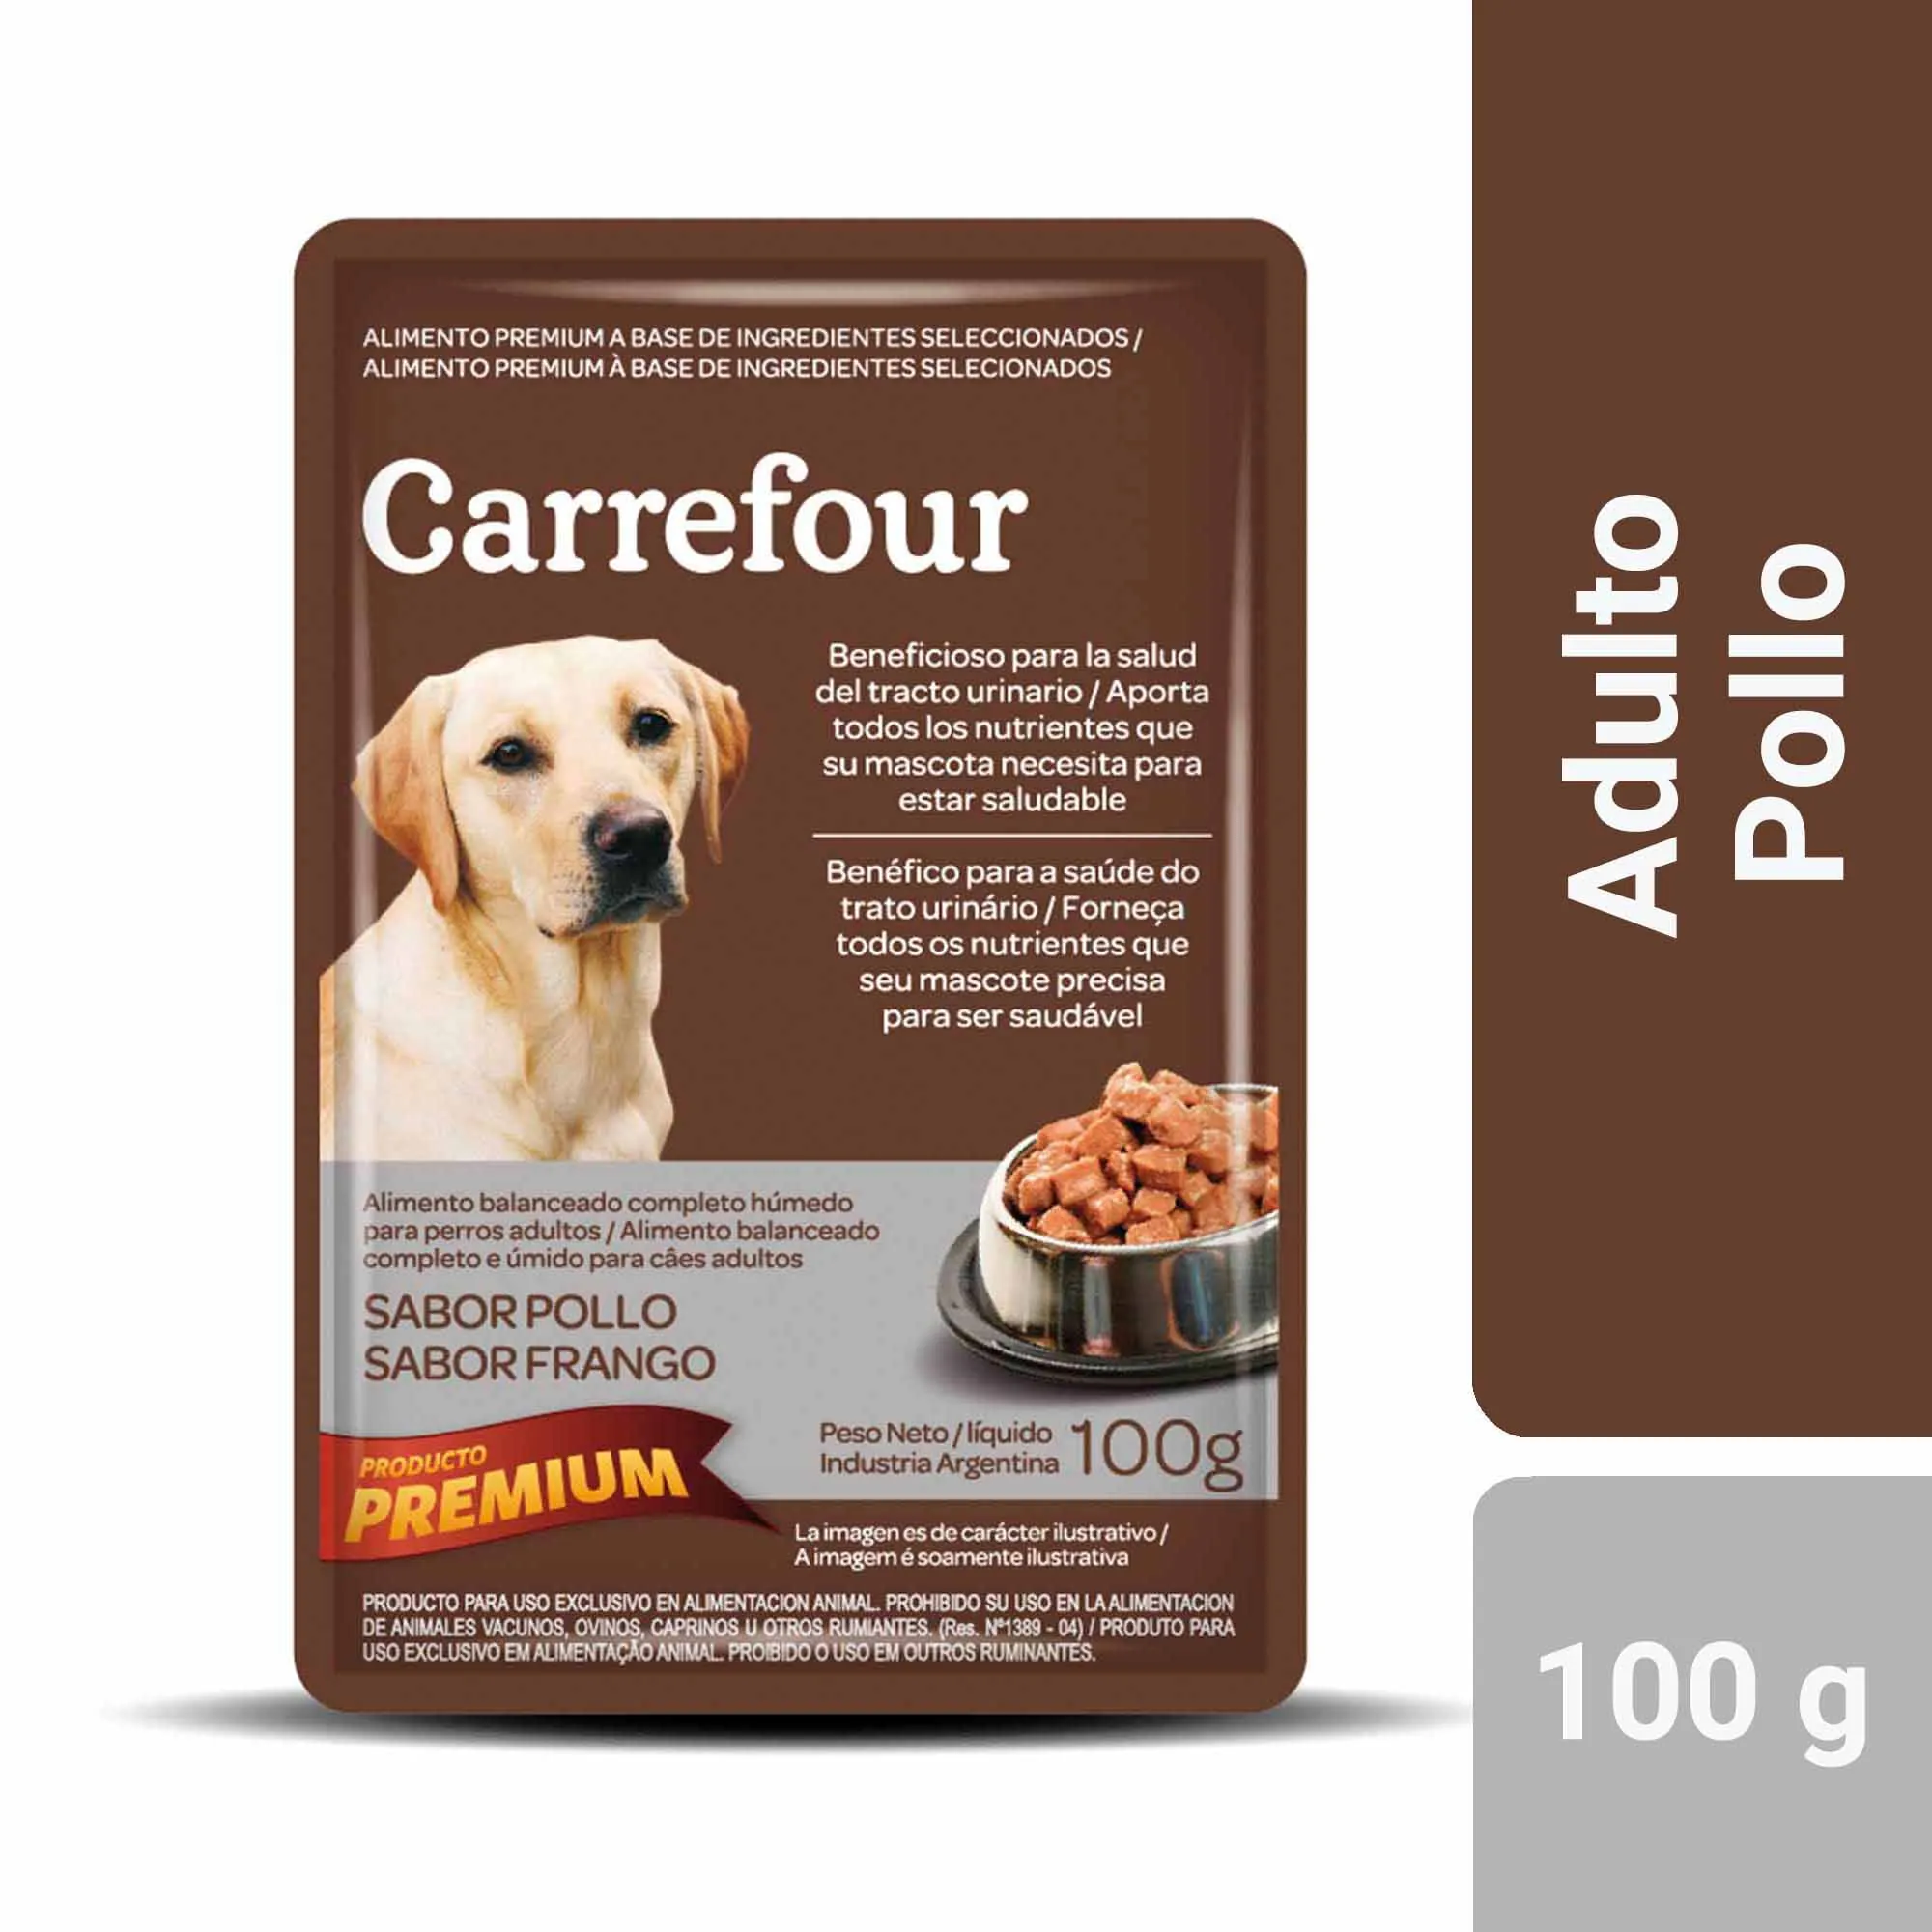 ALIMENTO PREMIUM A BASE DE INGREDIENTES SELECCIONADOS /
ALIMENTO PREMIUM À BASE DE INGREDIENTES SELECIONADOS
Carrefour
Beneficioso para la salud
del tracto urinario / Aporta
todos los nutrientes que
su mascota necesita para
estar saludable
Benéfico para a saúde do
trato urinário / Forneça
todos os nutrientes que
seu mascote precisa
para ser saudável
Alimento balanceado completo húmedo
para perros adultos / Alimento balanceado
completo e úmido para câes adultos
SABOR POLLO
SABOR FRANGO
PRODUCTO
PREMIUM
Peso Neto / líquido
Industria Argentina
100g
La imagen es de carácter ilustrativo /
A imagem é soamente ilustrativa
PRODUCTO PARA USO EXCLUSIVO EN ALIMENTACION ANIMAL. PROHIBIDO SU USO EN LA ALIMENTACION
DE ANIMALES VACUNOS, OVINOS, CAPRINOS U OTROS RUMIANTES. (Res. Nº1389 - 04) / PRODUTO PARA
USO EXCLUSIVO EM ALIMENTAÇÃO ANIMAL. PROIBIDO O USO EM OUTROS RUMINANTES.
Adulto
Pollo
100 g